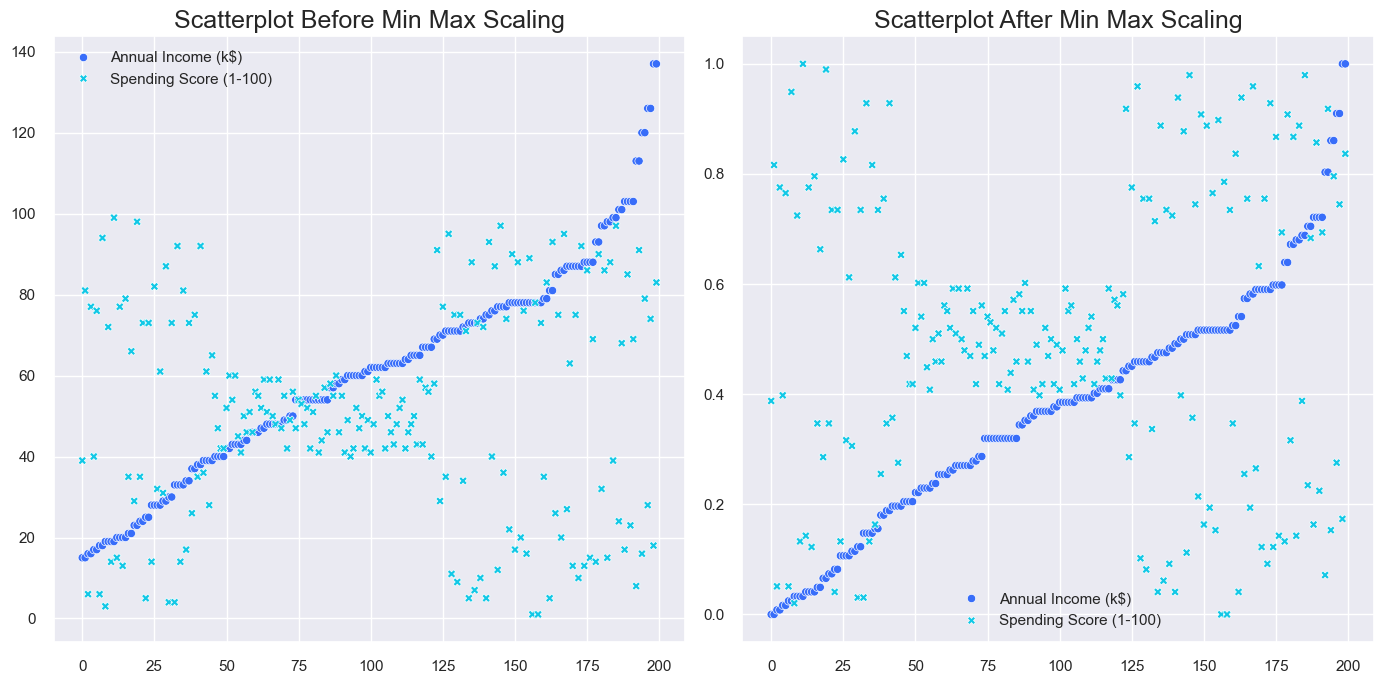 Scatterplot Before Min Max Scaling
Annual Income (k$)
Spending Score (1-100)
140
120
100
80
60
40
20
0
0 25 50 75 100 125 150 175 200
Scatterplot After Min Max Scaling
1.0
0.8
0.6
0.4
0.2
0.0
Annual Income (k$)
Spending Score (1-100)
0 25 50 75 100 125 150 175 200